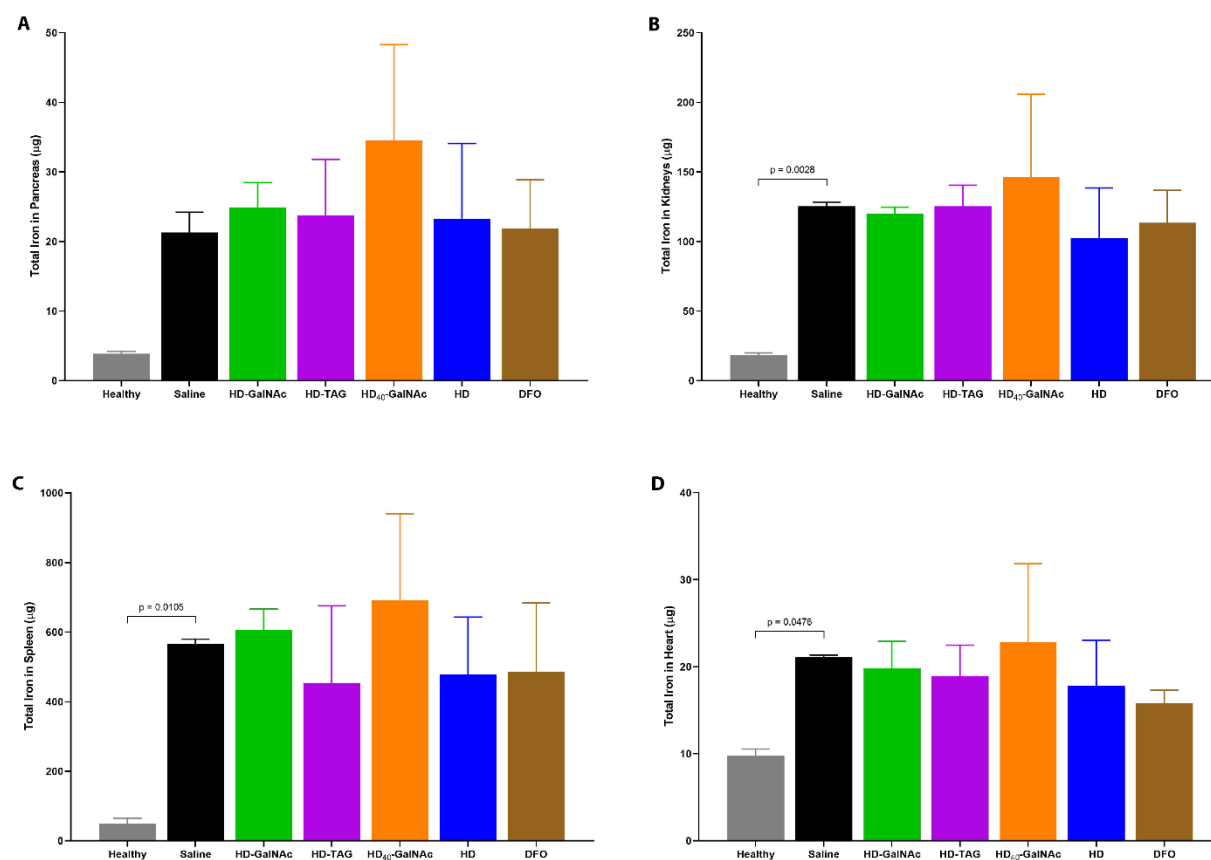 A
Total Iron in Pancreas (µg)
50
40
30
20
10
0
Healthy Saline HD-GalNAc HD-TAG HD₄₀-GalNAc HD DFO
B
Total Iron in Kidneys (µg)
250
200
150
100
50
0
p = 0.0028
Healthy Saline HD-GalNAc HD-TAG HD₄₀-GalNAc HD DFO
C
Total Iron in Spleen (µg)
1000
800
600
400
200
0
p = 0.0105
Healthy Saline HD-GalNAc HD-TAG HD₄₀-GalNAc HD DFO
D
Total Iron in Heart (µg)
40
30
20
10
0
p = 0.0476
Healthy Saline HD-GalNAc HD-TAG HD₄₀-GalNAc HD DFO